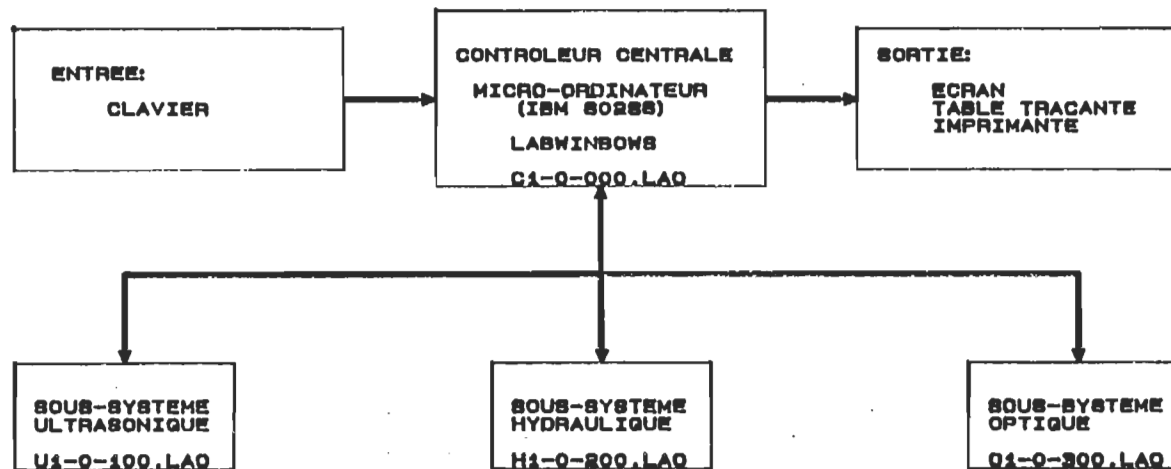 ENTREE:
CLAVIER
CONTROLEUR CENTRALE
MICRO-ORDINATEUR
(IBM 80286)
LABWINBOWS
C1-0-000.LAO
SORTIE:
ECRAN
TABLE TRACANTE
IMPRIMANTE
SOUS-SYSTEME
ULTRASONIQUE
U1-0-100.LAO
SOUS-SYSTEME
HYDRAULIQUE
H1-0-200.LAO
SOUS-SYSTEME
OPTIQUE
O1-0-300.LAO